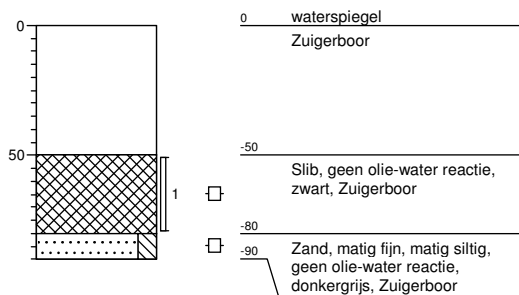 0
50
1
0
waterspiegel
Zuigerboor
-50
Slib, geen olie-water reactie,
zwart, Zuigerboor
-80
-90
Zand, matig fijn, matig siltig,
geen olie-water reactie,
donkergrijs, Zuigerboor